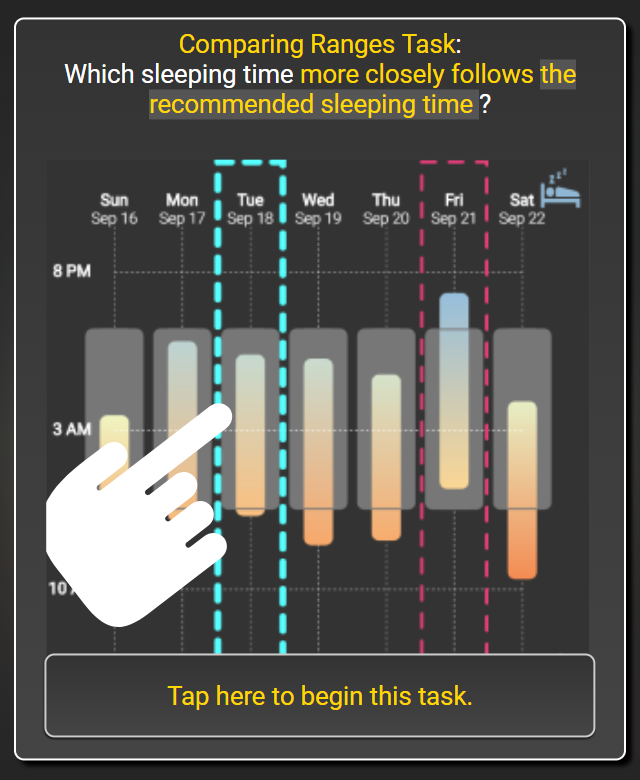 Comparing Ranges Task:
Which sleeping time more closely follows the
recommended sleeping time ?
z z z
Sun Mon Tue Wed Thu Fri Sat
Sep 16 Sep 17 Sep 18 Sep 19 Sep 20 Sep 21 Sep 22
8 PM
3 AM
10
Tap here to begin this task.